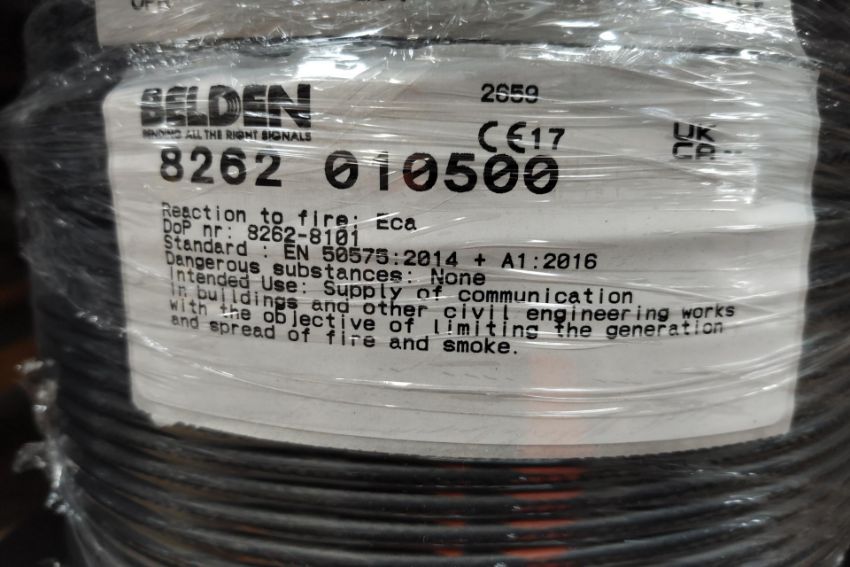 BELDEN
SENDING ALL THE RIGHT SIGNALS
2659
CE17
UK
CA
8262 010500
Reaction to fire: Eca
DoP nr: 8262-8101
Standard : EN 50575:2014 + A1:2016
Dangerous substances: None
Intended Use: Supply of communication
in buildings and other civil engineering works
with the objective of limiting the generation
and spread of fire and smoke.